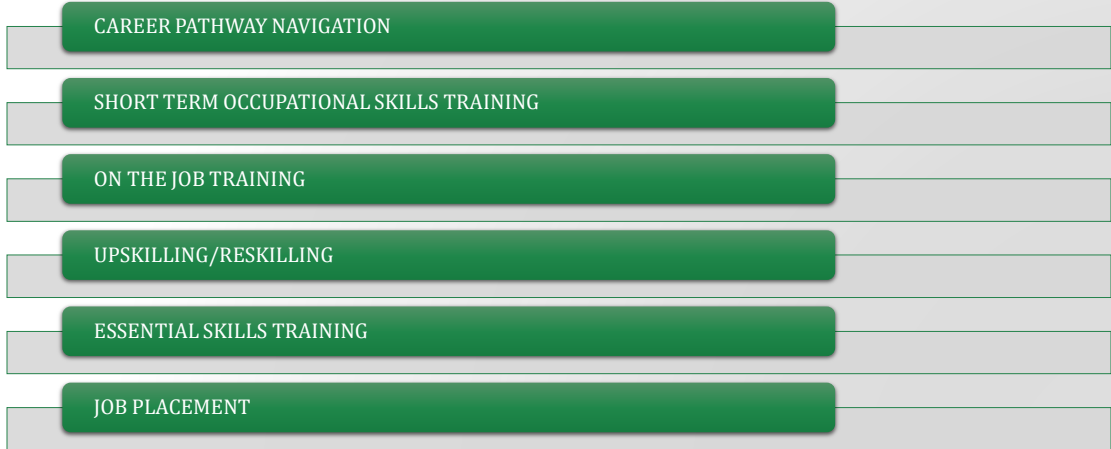 CAREER PATHWAY NAVIGATION
SHORT TERM OCCUPATIONAL SKILLS TRAINING
ON THE JOB TRAINING
UPSKILLING/RESKILLING
ESSENTIAL SKILLS TRAINING
JOB PLACEMENT